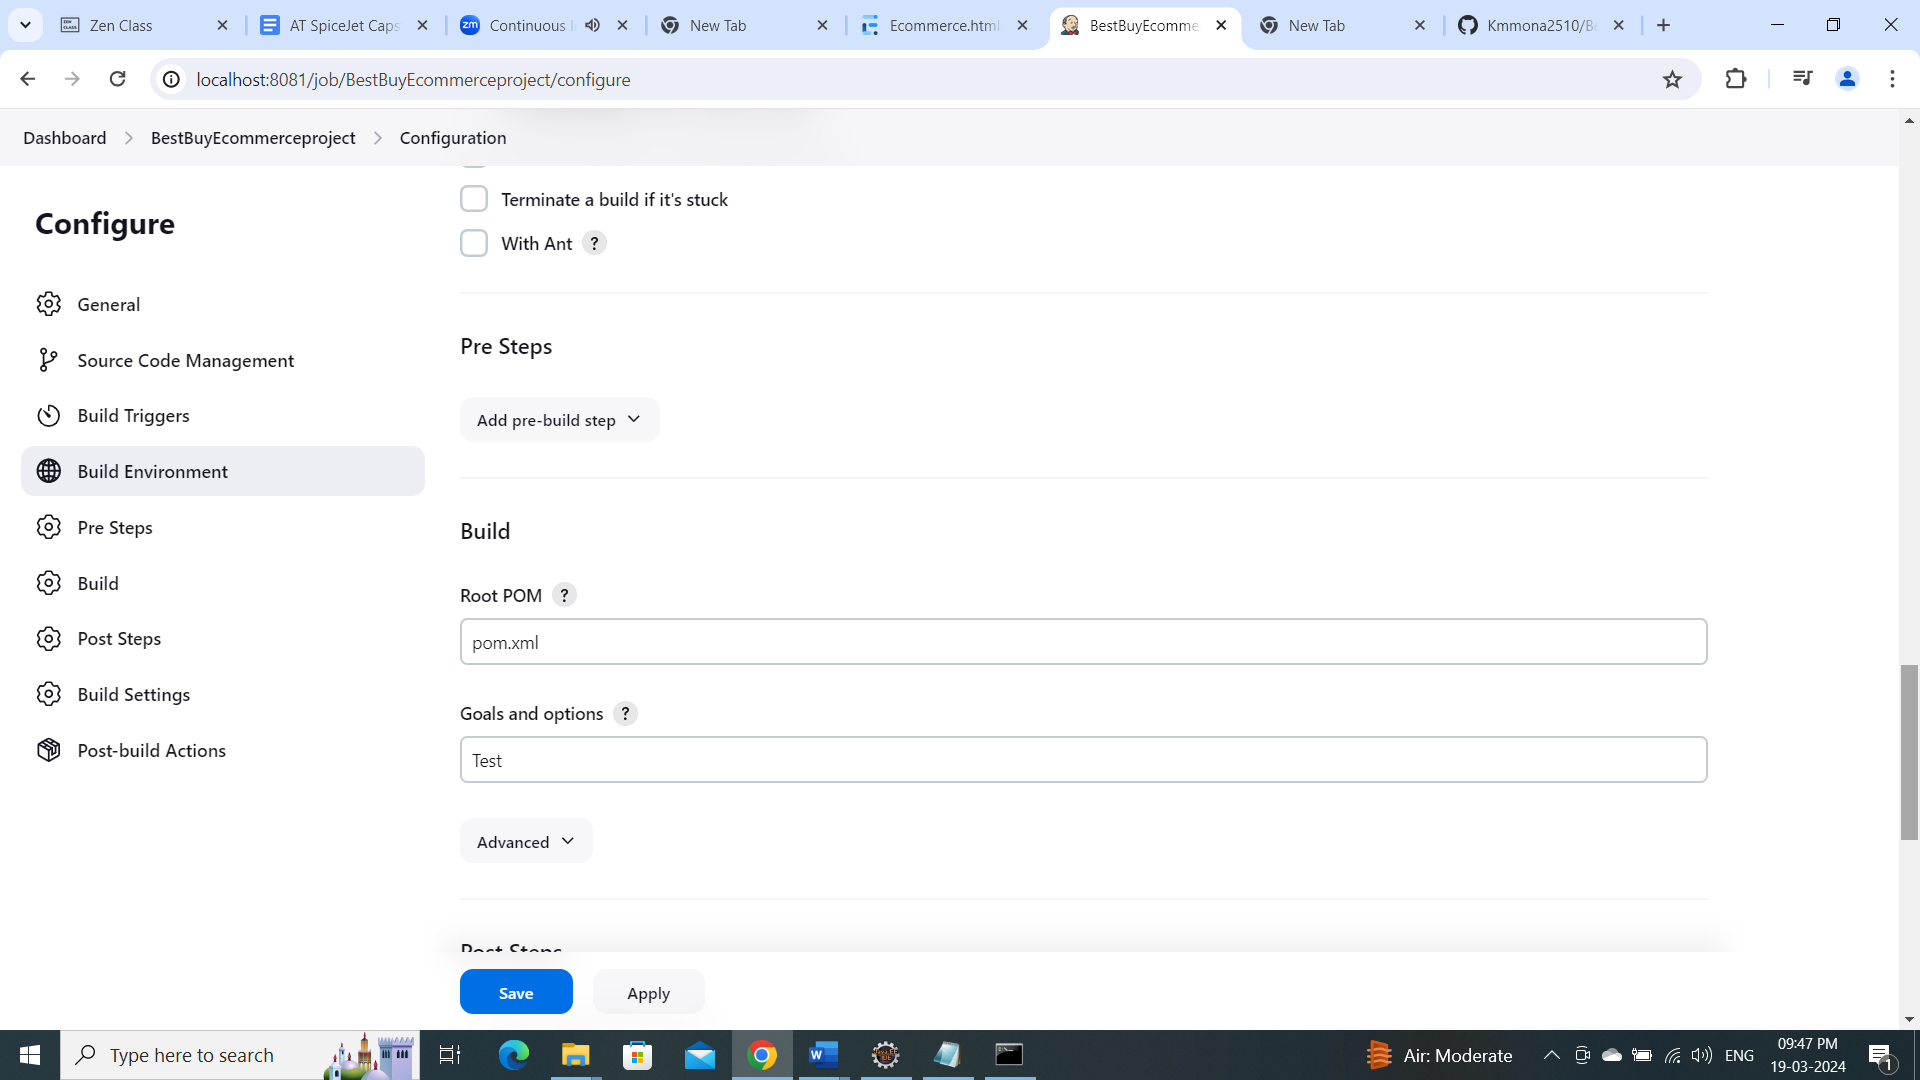 Zen Class
AT SpiceJet Caps
Continuous I
New Tab
Ecommerce.html
BestBuyEcomme
New Tab
Kmmona2510/Be
localhost:8081/job/BestBuyEcommerceproject/configure
Dashboard
BestBuyEcommerceproject
Configuration
Configure
General
Source Code Management
Build Triggers
Build Environment
Pre Steps
Build
Post Steps
Build Settings
Post-build Actions
Terminate a build if it's stuck
With Ant ?
Pre Steps
Add pre-build step
Build
Root POM ?
pom.xml
Goals and options ?
Test
Advanced
Post Steps
Save
Apply
Type here to search
Air: Moderate
ENG
09:47 PM
19-03-2024
1